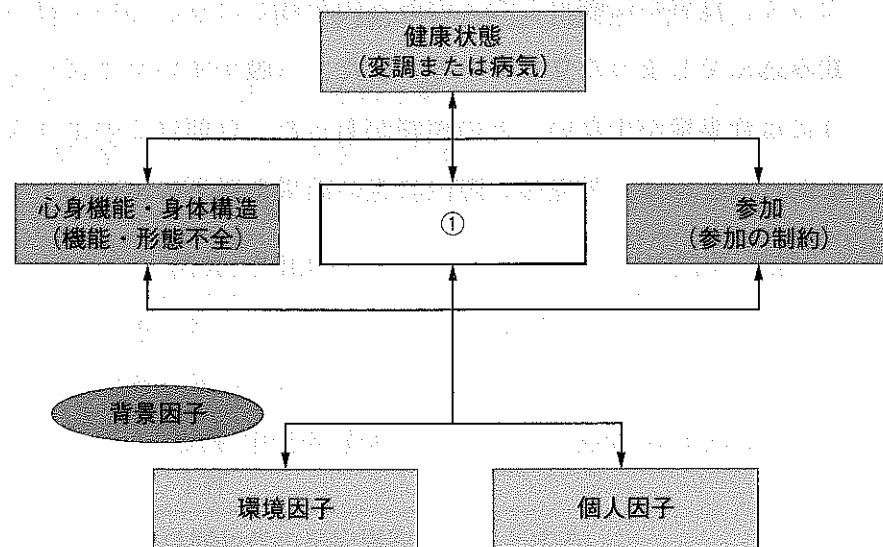 健康状態
(変調または病気)
心身機能・身体構造
(機能・形態不全)
①
参加
(参加の制約)
背景因子
環境因子
個人因子